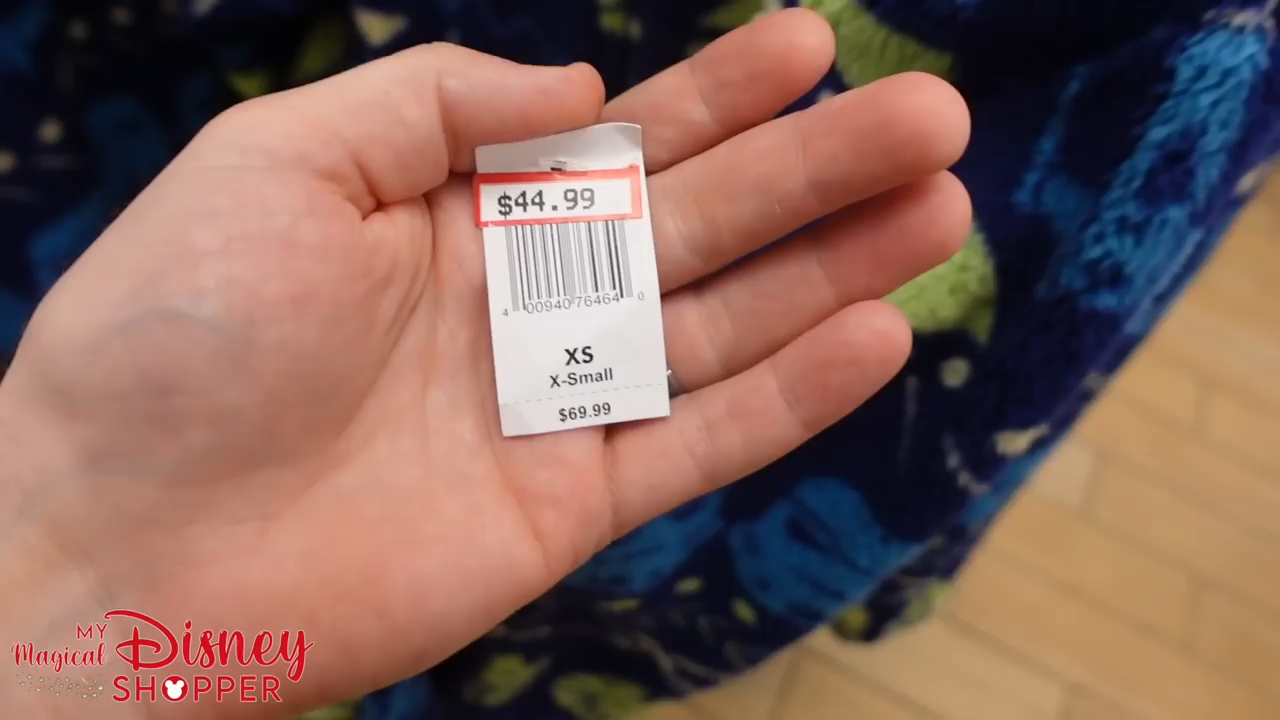 $44.99
4 00940 76464 0
XS
X-Small
$69.99
MY
Magical Disney
SHOPPER